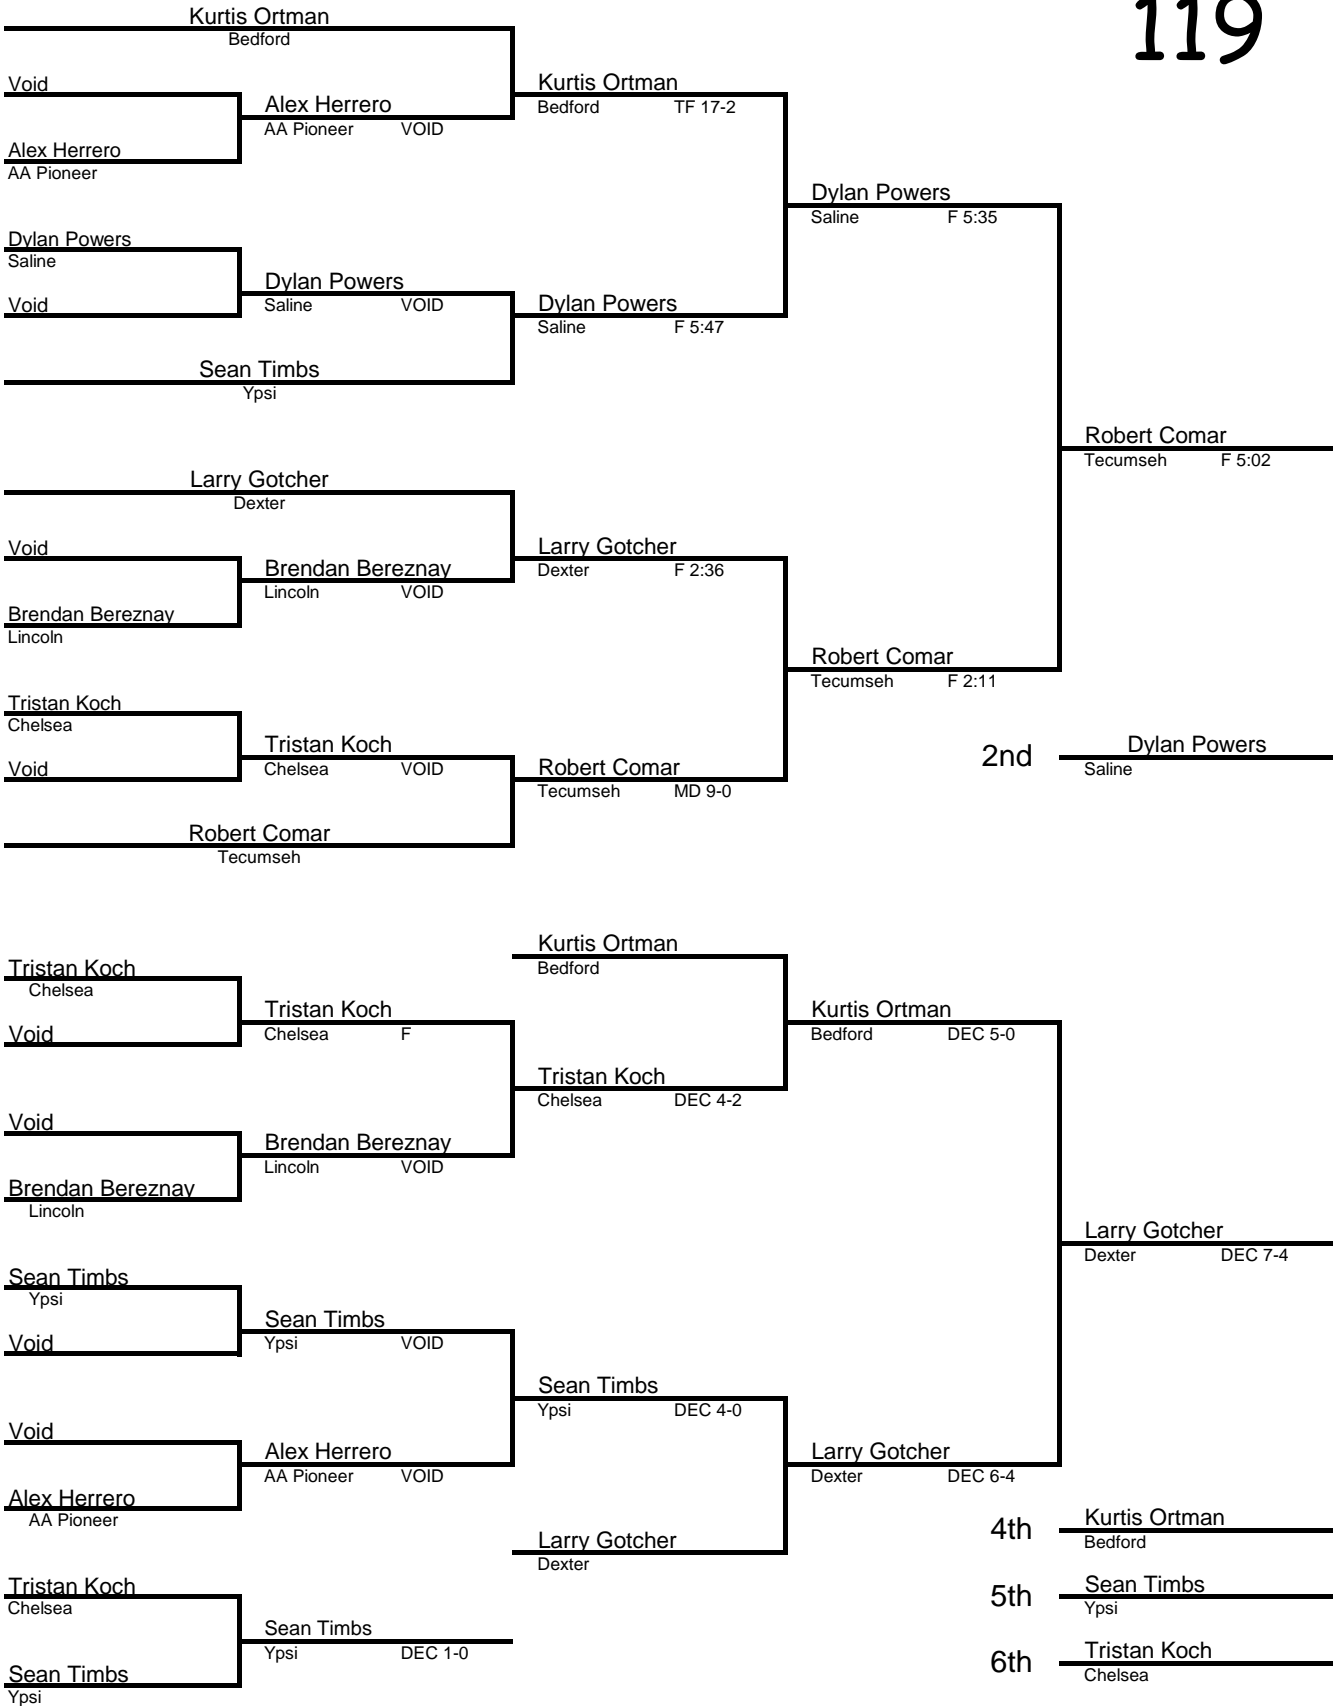 119
Kurtis Ortman
Bedford
Void
Alex Herrero
AA Pioneer VOID
Kurtis Ortman
Bedford TF 17-2
Alex Herrero
AA Pioneer
Dylan Powers
Saline F 5:35
Dylan Powers
Saline
Dylan Powers
Saline VOID
Void
Dylan Powers
Saline F 5:47
Sean Timbs
Ypsi
Robert Comar
Tecumseh F 5:02
Larry Gotcher
Dexter
Void
Brendan Bereznay
Lincoln VOID
Larry Gotcher
Dexter F 2:36
Brendan Bereznay
Lincoln
Robert Comar
Tecumseh F 2:11
Tristan Koch
Chelsea
Tristan Koch
Chelsea VOID
Void
Robert Comar
Tecumseh MD 9-0
2nd Dylan Powers
Saline
Robert Comar
Tecumseh
Kurtis Ortman
Bedford
Tristan Koch
Chelsea
Tristan Koch
Chelsea F
Void
Kurtis Ortman
Bedford DEC 5-0
Tristan Koch
Chelsea DEC 4-2
Void
Brendan Bereznay
Lincoln VOID
Brendan Bereznay
Lincoln
Larry Gotcher
Dexter DEC 7-4
Sean Timbs
Ypsi
Sean Timbs
Ypsi VOID
Void
Sean Timbs
Ypsi DEC 4-0
Void
Alex Herrero
AA Pioneer VOID
Larry Gotcher
Dexter DEC 6-4
Alex Herrero
AA Pioneer
Larry Gotcher
Dexter
4th Kurtis Ortman
Bedford
Tristan Koch
Chelsea
5th Sean Timbs
Ypsi
Sean Timbs
Ypsi DEC 1-0
6th Tristan Koch
Chelsea
Sean Timbs
Ypsi